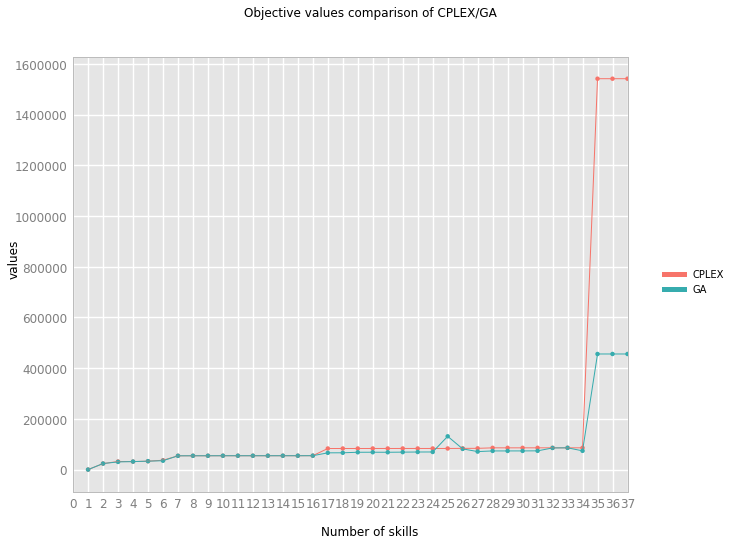 Objective values comparison of CPLEX/GA
1600000
1400000
1200000
1000000
800000
600000
400000
200000
0
values
0 1 2 3 4 5 6 7 8 9 10 11 12 13 14 15 16 17 18 19 20 21 22 23 24 25 26 27 28 29 30 31 32 33 34 35 36 37
Number of skills
CPLEX
GA